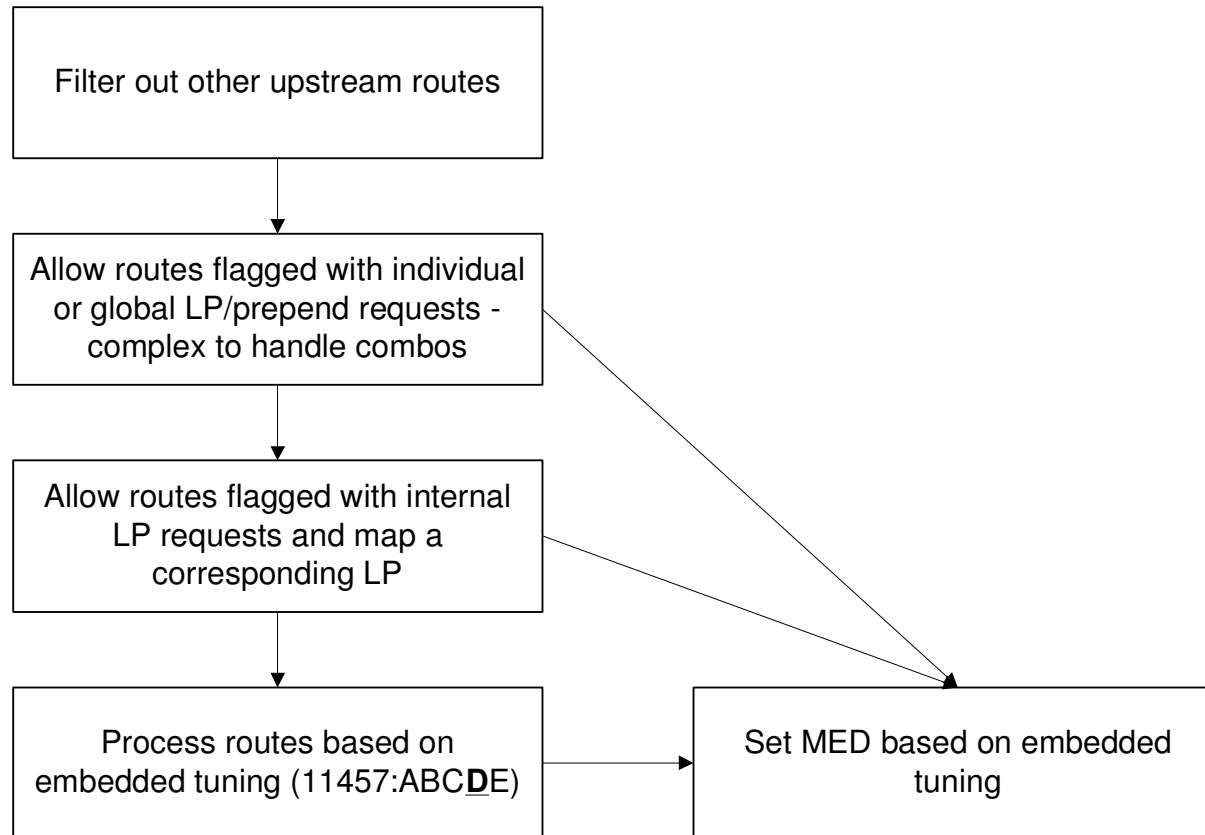 Filter out other upstream routes
Allow routes flagged with individual
or global LP/prepend requests -
complex to handle combos
Allow routes flagged with internal
LP requests and map a
corresponding LP
Process routes based on
embedded tuning (11457:ABCDE)
Set MED based on embedded
tuning